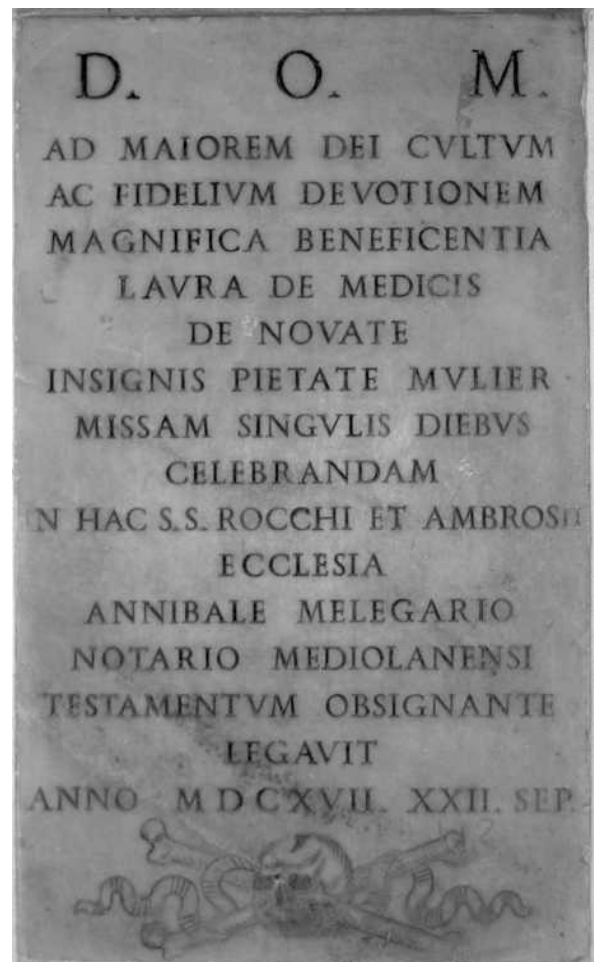 D. O. M.
AD MAIOREM DEI CVLTVM
AC FIDELIVM DEVOTIONEM
MAGNIFICA BENEFICENTIA
LAVRA DE MEDICIS
DE NOVATE
INSIGNIS PIETATE MVLIER
MISSAM SINGVLIS DIEBVS
CELEBRANDAM
IN HAC S.S. ROCCHI ET AMBROSII
ECCLESIA
ANNIBALE MELEGARIO
NOTARIO MEDIOLANENSI
TESTAMENTVM OBSIGNANTE
LEGAVIT
ANNO MDCXVII. XXII. SEP.